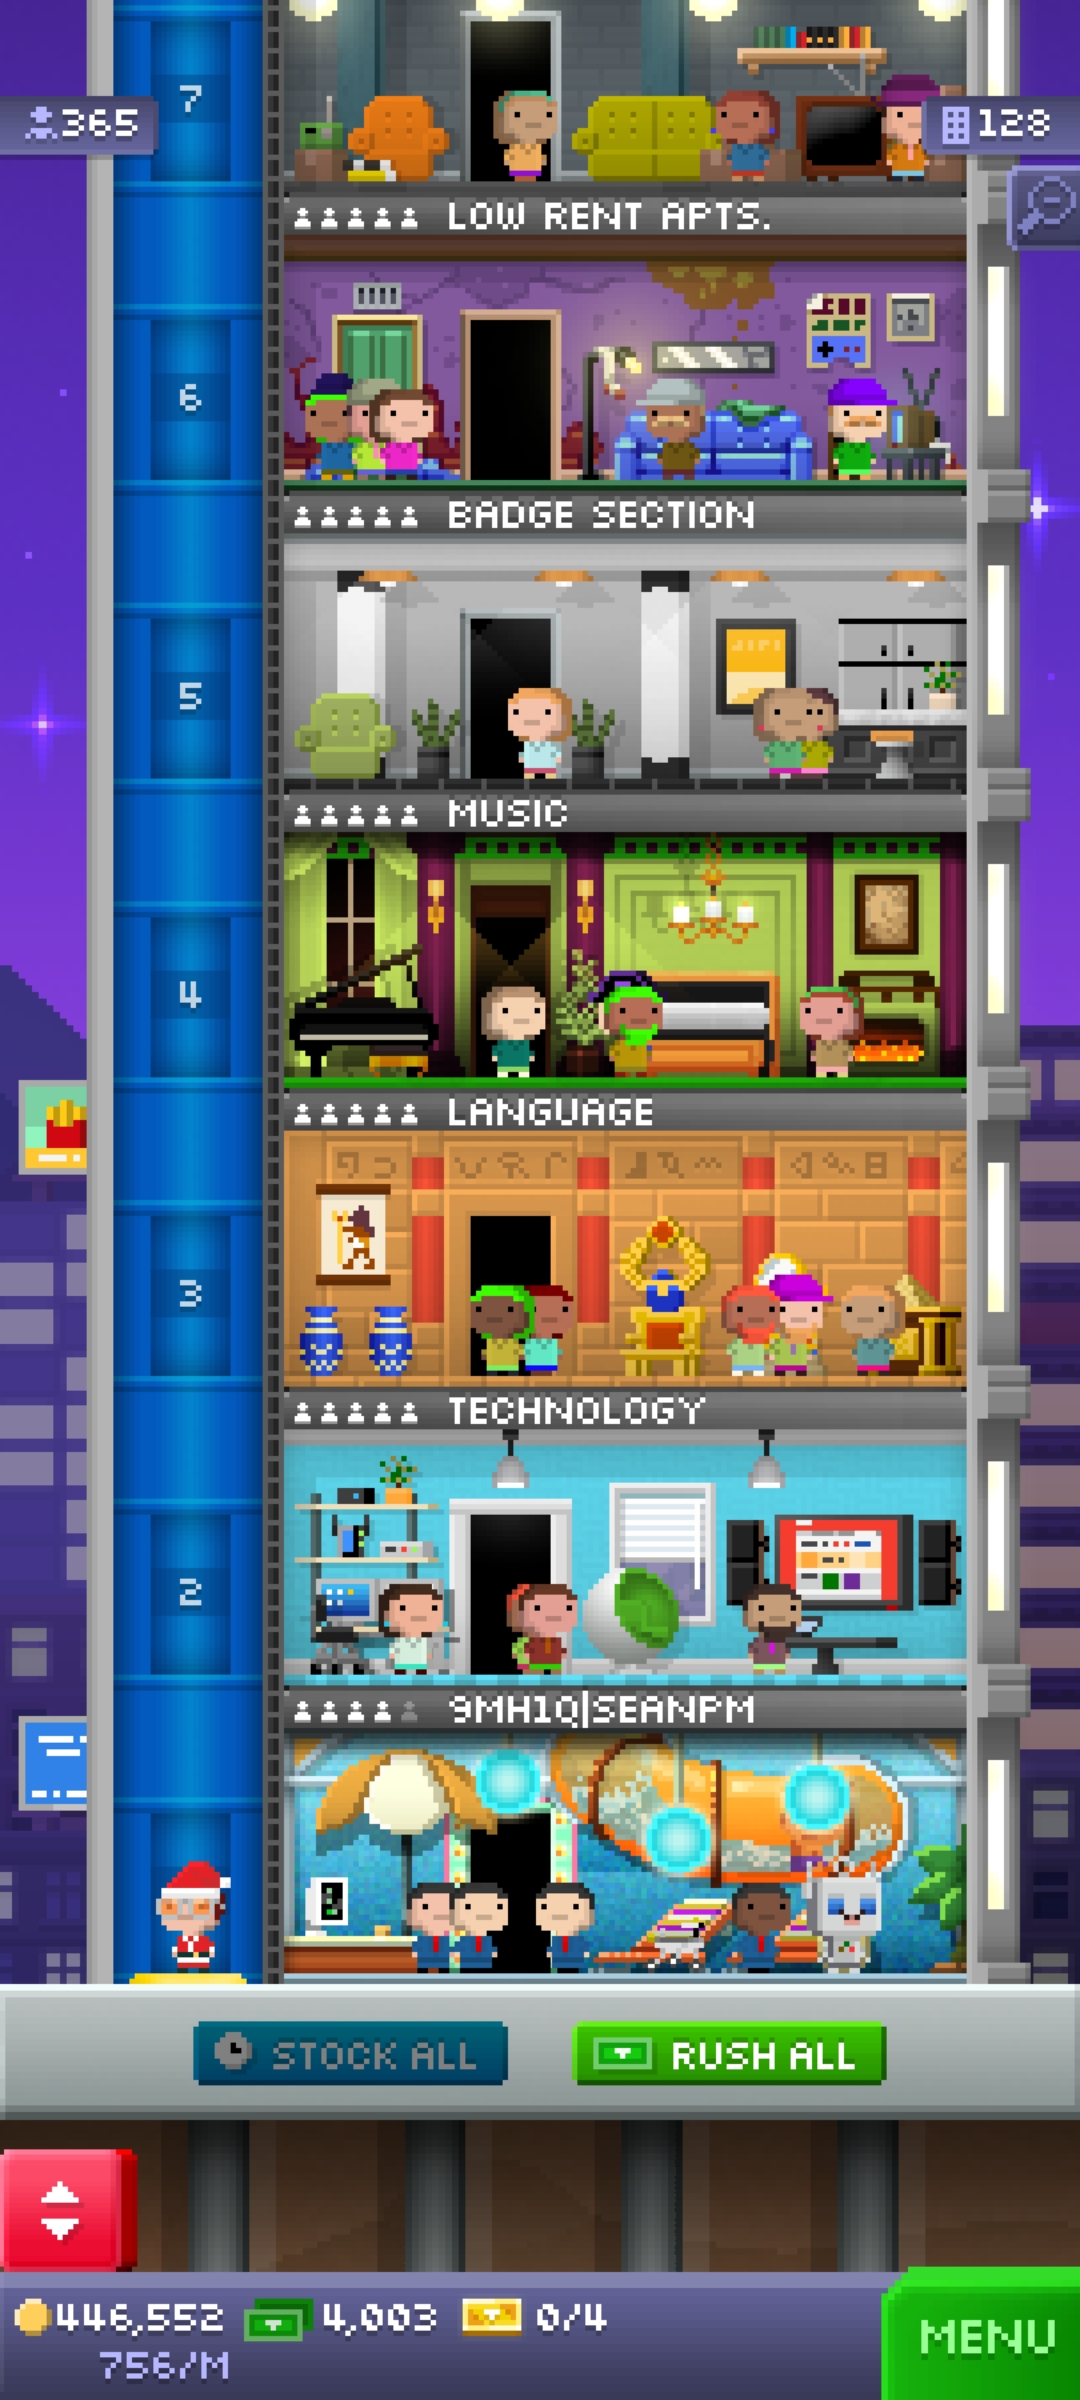 7
365
128
LOW RENT APTS.
6
BADGE SECTION
5
MUSIC
4
LANGUAGE
3
TECHNOLOGY
2
9MH1Q|SEANPM
STOCK ALL
RUSH ALL
446,552
4,003
0/4
756/M
MENU